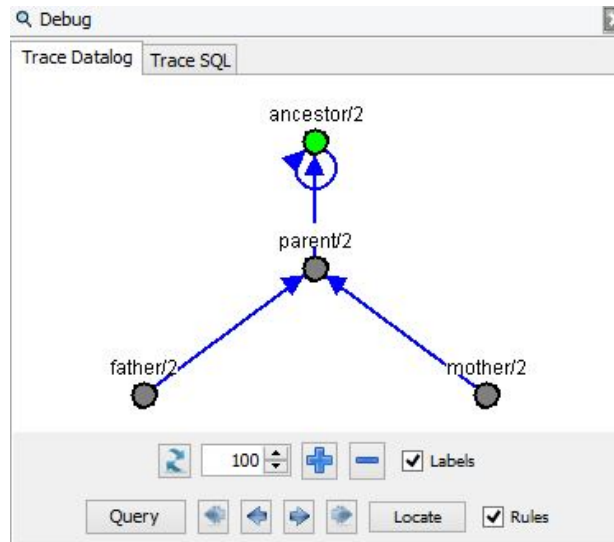 Debug
Trace Datalog Trace SQL
ancestor/2
parent/2
father/2 mother/2
100 Labels
Query Locate Rules